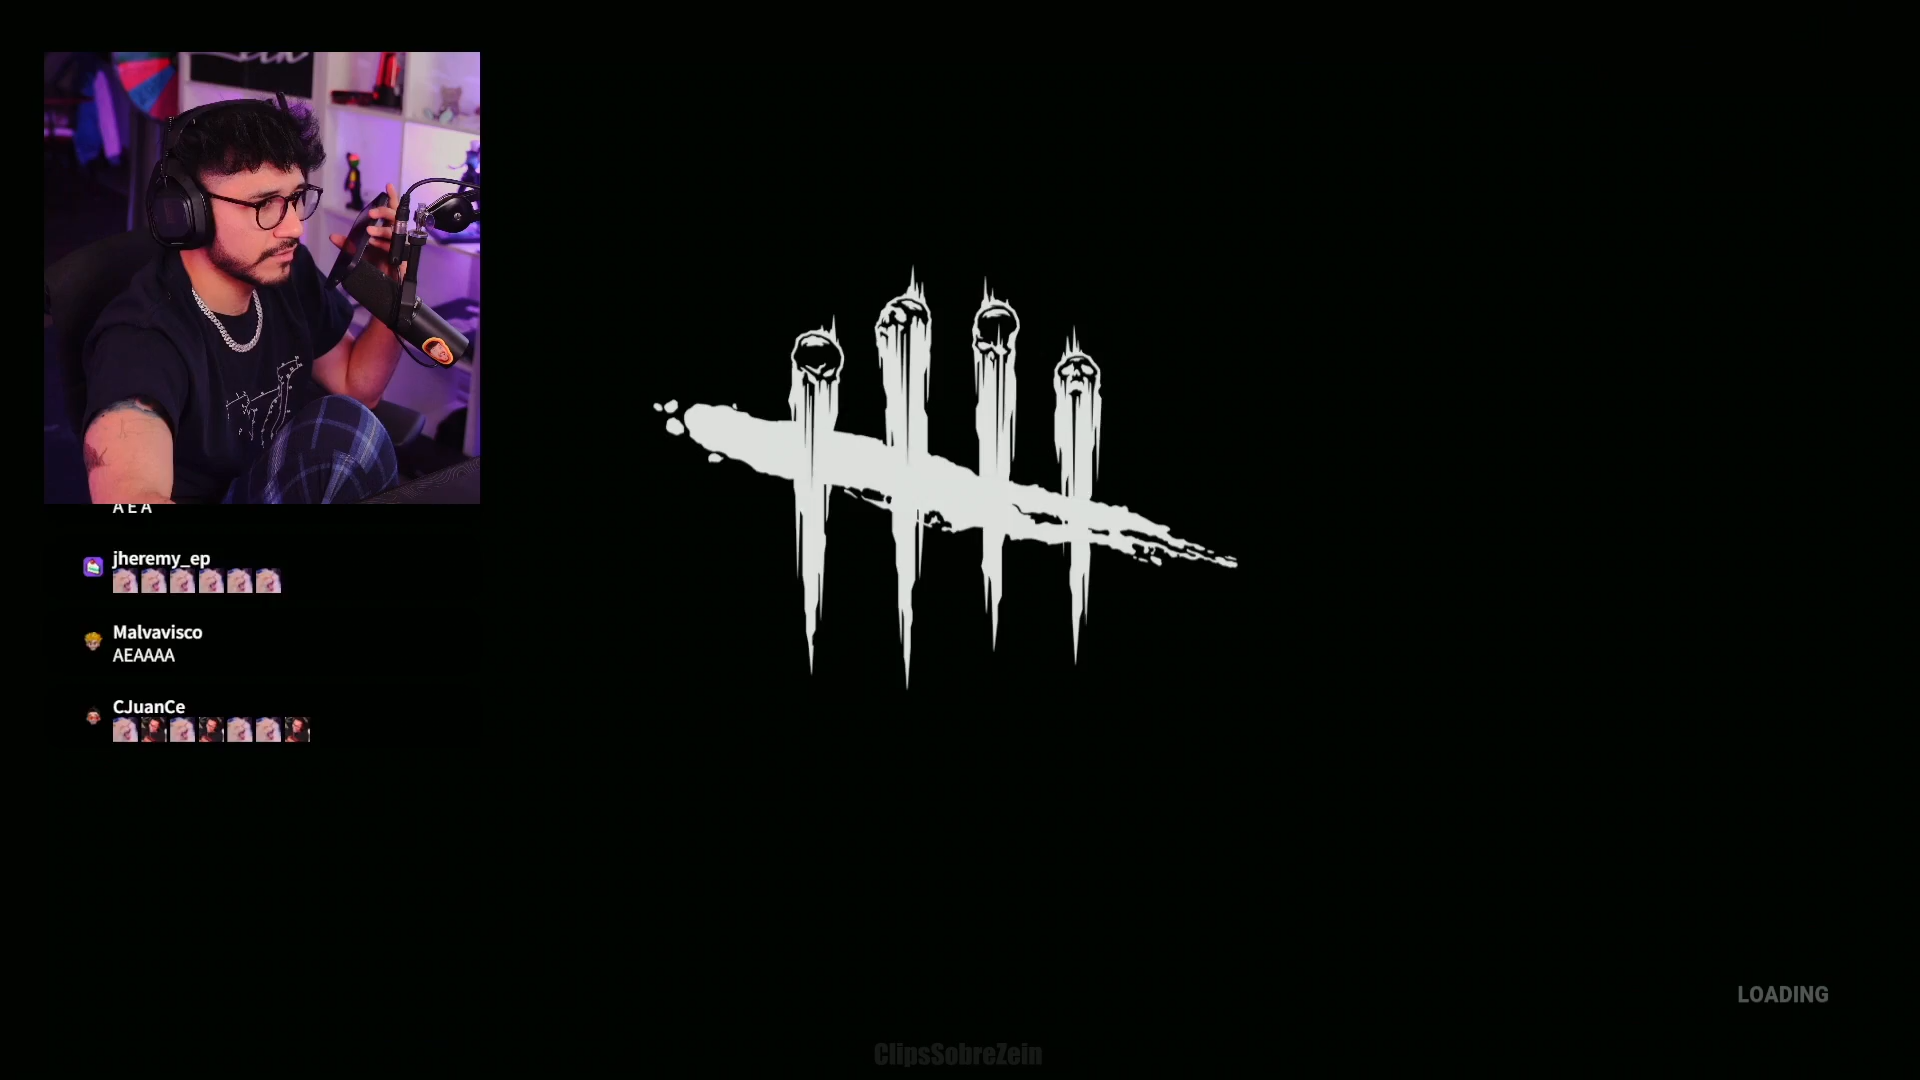 A E A
jheremy_ep
Malvavisco
AEAAAA
CJuanCe
LOADING
ClipsSobreZein